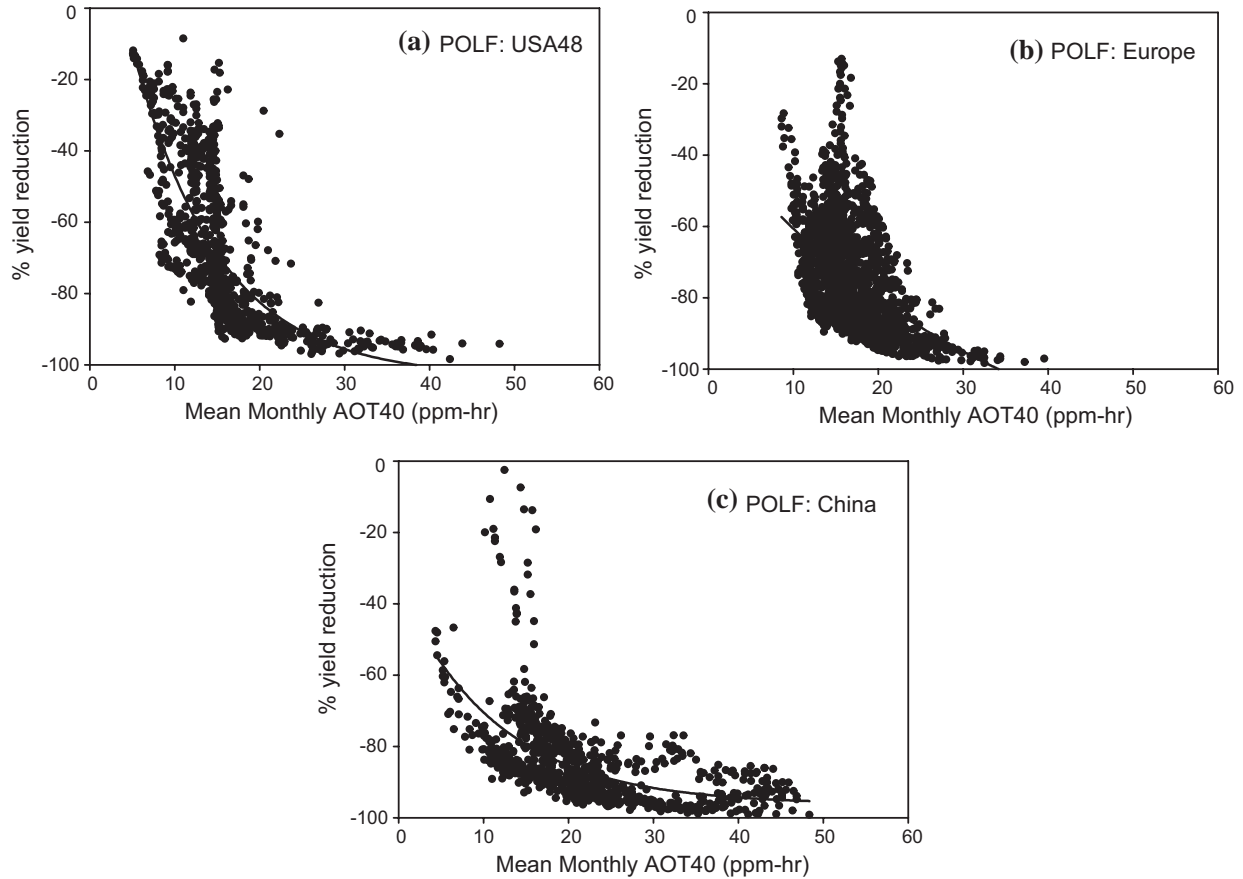 (a) POLF: USA48
% yield reduction
0
-20
-40
-60
-80
-100
0 10 20 30 40 50 60
Mean Monthly AOT40 (ppm-hr)
(b) POLF: Europe
% yield reduction
0
-20
-40
-60
-80
-100
0 10 20 30 40 50 60
Mean Monthly AOT40 (ppm-hr)
(c) POLF: China
% yield reduction
0
-20
-40
-60
-80
-100
0 10 20 30 40 50 60
Mean Monthly AOT40 (ppm-hr)